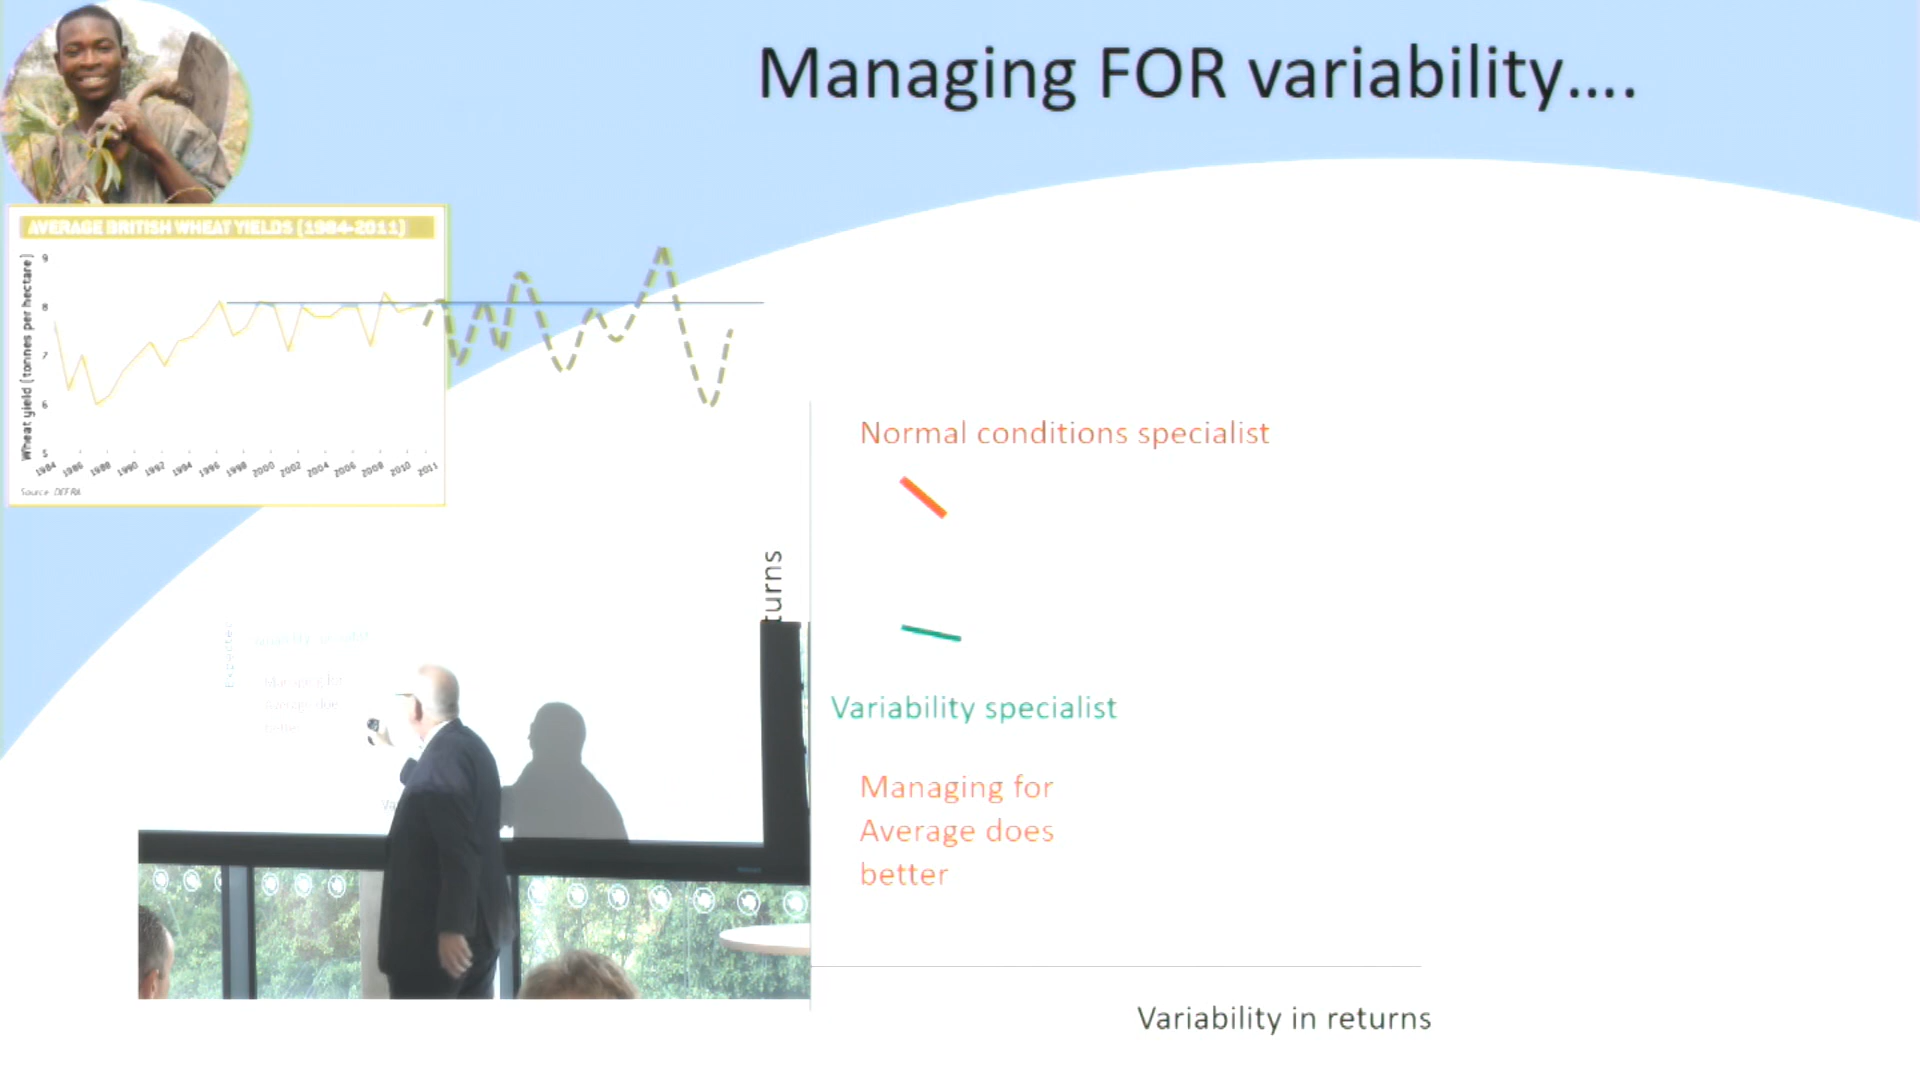 Managing FOR variability....
AVERAGE BRITISH WHEAT YIELDS (1984-2011)
Wheat yield (tonnes per hectare)
9
8
7
6
5
1984 1986 1988 1990 1992 1994 1996 1998 2000 2002 2004 2006 2008 2010 2011
Source: DEFRA
Normal conditions specialist
turns
Variability specialist
Managing for
Average does
better
Variability in returns